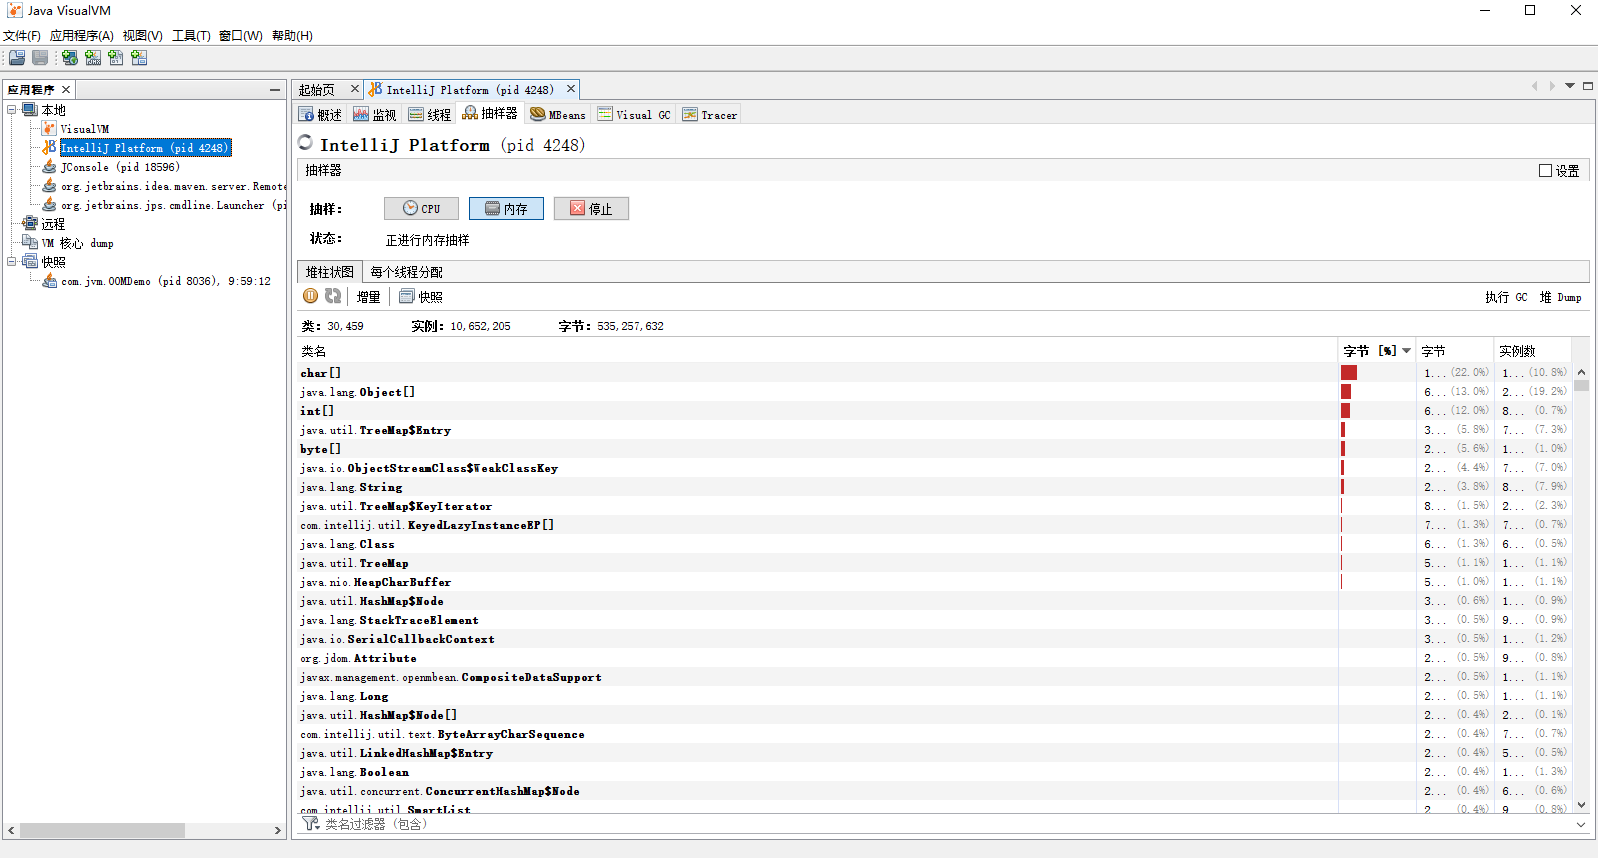 Java VisualVM
文件(F) 应用程序(A) 视图(V) 工具(T) 窗口(W) 帮助(H)
应用程序
本地
VisualVM
IntelliJ Platform (pid 4248)
JConsole (pid 18596)
org.jetbrains.idea.maven.server.Remote
org.jetbrains.jps.cmdline.Launcher (pi
远程
VM 核心 dump
快照
com.jvm.OOMDemo (pid 8036), 9:59:12
起始页 IntelliJ Platform (pid 4248)
概述 监视 线程 抽样器 MBeans Visual GC Tracer
IntelliJ Platform (pid 4248)
抽样器 设置
抽样： CPU 内存 停止
状态： 正进行内存抽样
堆柱状图 每个线程分配
增量 快照 执行 GC 堆 Dump
类： 30,459 实例： 10,652,205 字节： 535,257,632
类名 字节 [%] 字节 实例数
char[] 1... (22.0%) 1... (10.8%)
java.lang.Object[] 6... (13.0%) 2... (19.2%)
int[] 6... (12.0%) 8... (0.7%)
java.util.TreeMap$Entry 3... (5.8%) 7... (7.3%)
byte[] 2... (5.6%) 1... (1.0%)
java.io.ObjectStreamClass$WeakClassKey 2... (4.4%) 7... (7.0%)
java.lang.String 2... (3.8%) 8... (7.9%)
java.util.TreeMap$KeyIterator 8... (1.5%) 2... (2.3%)
com.intellij.util.KeyedLazyInstanceEP[] 7... (1.3%) 7... (0.7%)
java.lang.Class 6... (1.3%) 6... (0.5%)
java.util.TreeMap 5... (1.1%) 1... (1.1%)
java.nio.HeapCharBuffer 5... (1.0%) 1... (1.1%)
java.util.HashMap$Node 3... (0.6%) 1... (0.9%)
java.lang.StackTraceElement 3... (0.5%) 9... (0.9%)
java.io.SerialCallbackContext 3... (0.5%) 1... (1.2%)
org.jdom.Attribute 2... (0.5%) 9... (0.8%)
javax.management.openmbean.CompositeDataSupport 2... (0.5%) 1... (1.1%)
java.lang.Long 2... (0.5%) 1... (1.1%)
java.util.HashMap$Node[] 2... (0.4%) 2... (0.1%)
com.intellij.util.text.ByteArrayCharSequence 2... (0.4%) 7... (0.7%)
java.util.LinkedHashMap$Entry 2... (0.4%) 5... (0.5%)
java.lang.Boolean 2... (0.4%) 1... (1.3%)
java.util.concurrent.ConcurrentHashMap$Node 2... (0.4%) 6... (0.6%)
com.intellij.util.SmartList 2... (0.4%) 9... (0.8%)
类名过滤器 (包含)